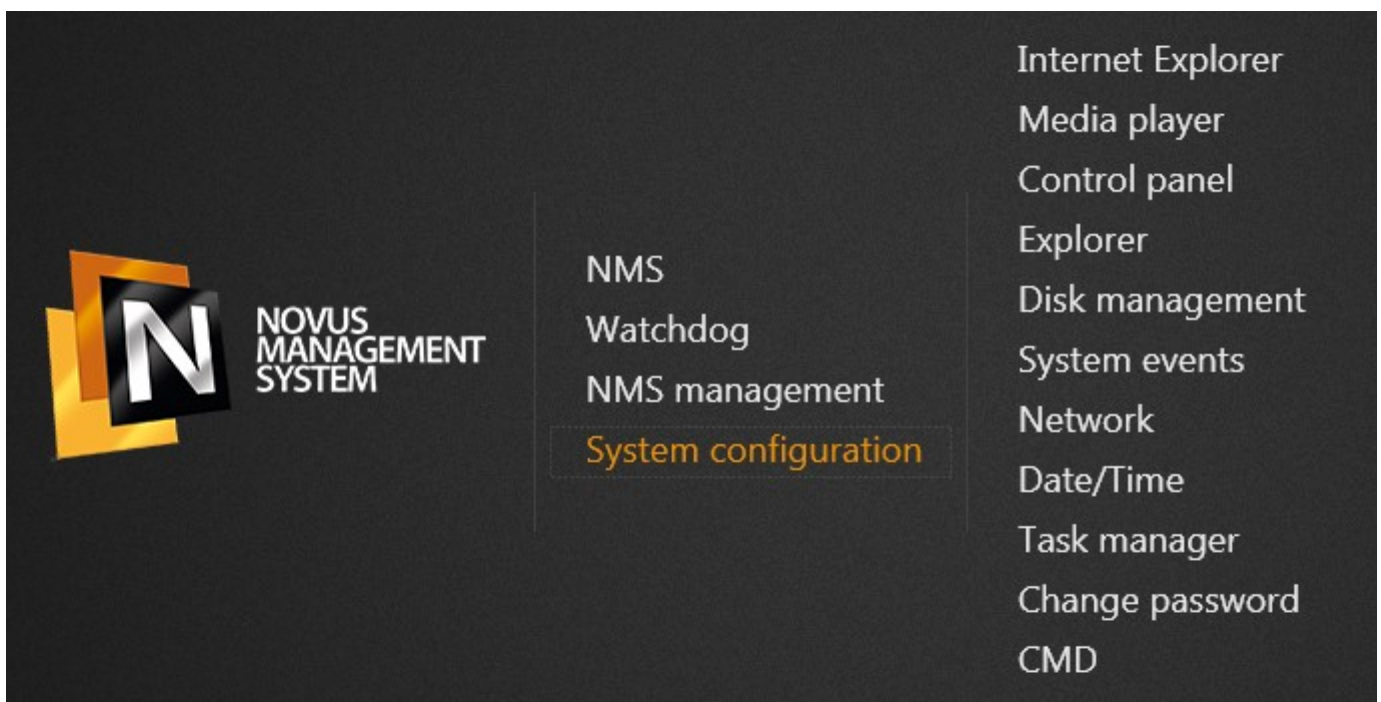 N
NOVUS
MANAGEMENT
SYSTEM
NMS
Watchdog
NMS management
System configuration
Internet Explorer
Media player
Control panel
Explorer
Disk management
System events
Network
Date/Time
Task manager
Change password
CMD